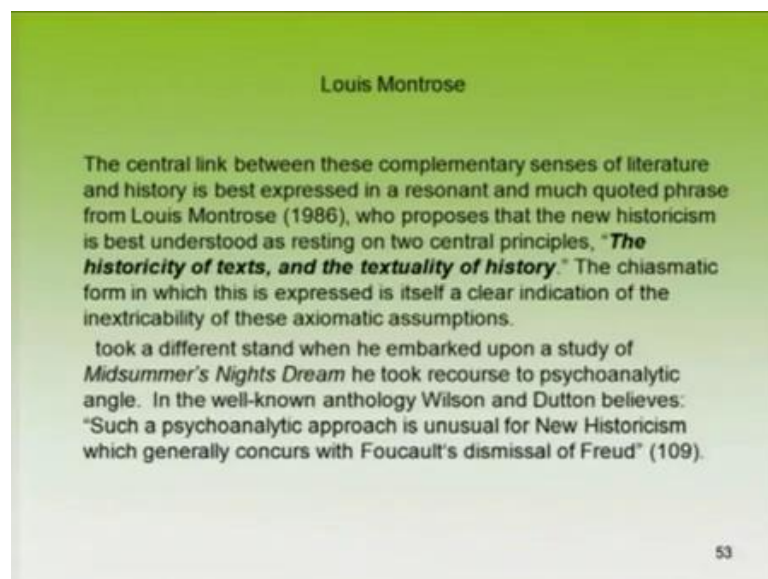 Louis Montrose
The central link between these complementary senses of literature
and history is best expressed in a resonant and much quoted phrase
from Louis Montrose (1986), who proposes that the new historicism
is best understood as resting on two central principles, “The
historicity of texts, and the textuality of history.” The chiasmatic
form in which this is expressed is itself a clear indication of the
inextricability of these axiomatic assumptions.
took a different stand when he embarked upon a study of
Midsummer's Nights Dream he took recourse to psychoanalytic
angle. In the well-known anthology Wilson and Dutton believes:
“Such a psychoanalytic approach is unusual for New Historicism
which generally concurs with Foucault's dismissal of Freud” (109).
53